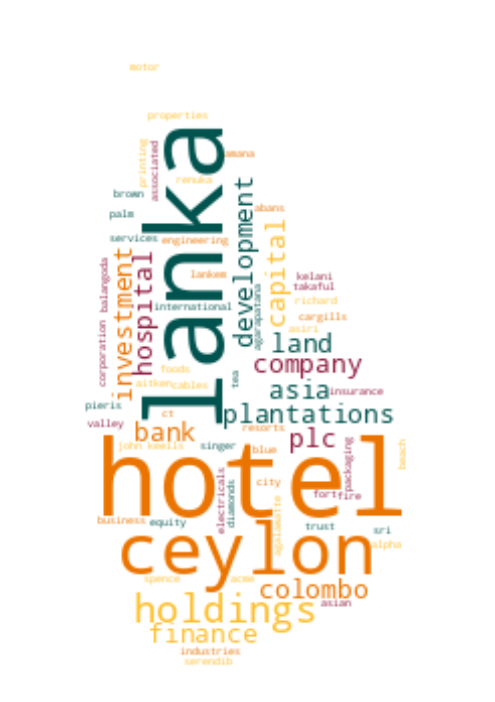 motor
properties
lanka
printing
associated
amana
renuka
brown
development
palm
abans
services
engineering
capital
investment
hospital
balangoda
lankem
kelani
takaful
international
agarapatana
richard
corporation
cargills
asiri
land
company
foods
tea
asia
aitken
cables
insurance
pieris
ct
plantations
valley
bank
resorts
plc
john keells
singer
blue
packaging
beach
hotel
electricals
diamonds
city
fort
fire
business
equity
agalawatte
trust
sri
ceylon
alpha
spence
acme
colombo
holdings
asian
finance
industries
serendib